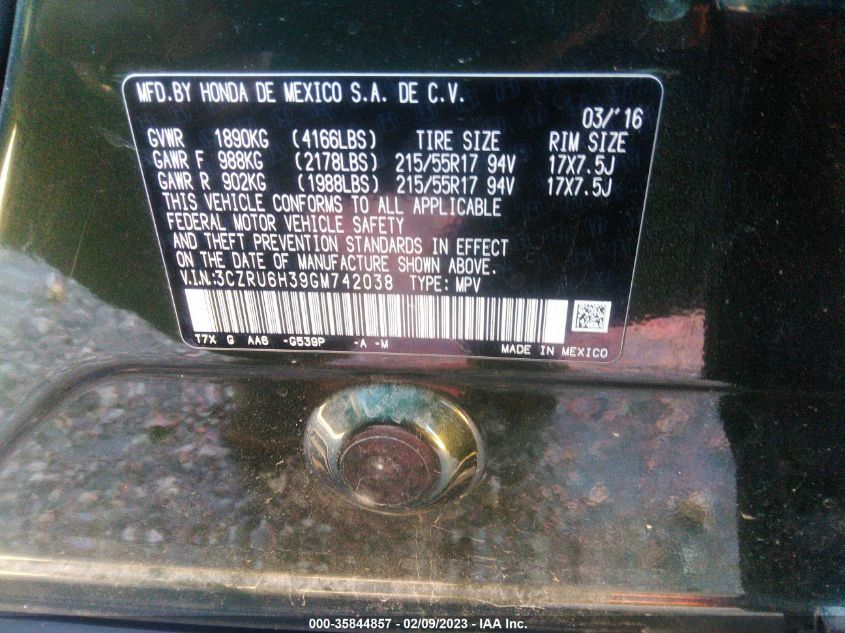 MFD.BY HONDA DE MEXICO S.A. DE C.V.
03/'16
GVWR 1890KG (4166LBS) TIRE SIZE RIM SIZE
GAWR F 988KG (2178LBS) 215/55R17 94V 17X7.5J
GAWR R 902KG (1988LBS) 215/55R17 94V 17X7.5J
THIS VEHICLE CONFORMS TO ALL APPLICABLE
FEDERAL MOTOR VEHICLE SAFETY
AND THEFT PREVENTION STANDARDS IN EFFECT
ON THE DATE OF MANUFACTURE SHOWN ABOVE.
V.I.N:3CZRU6H39GM742038 TYPE: MPV
T7X G AA6 -G539P -A -M MADE IN MEXICO
000-35844857 - 02/09/2023 - IAA Inc.